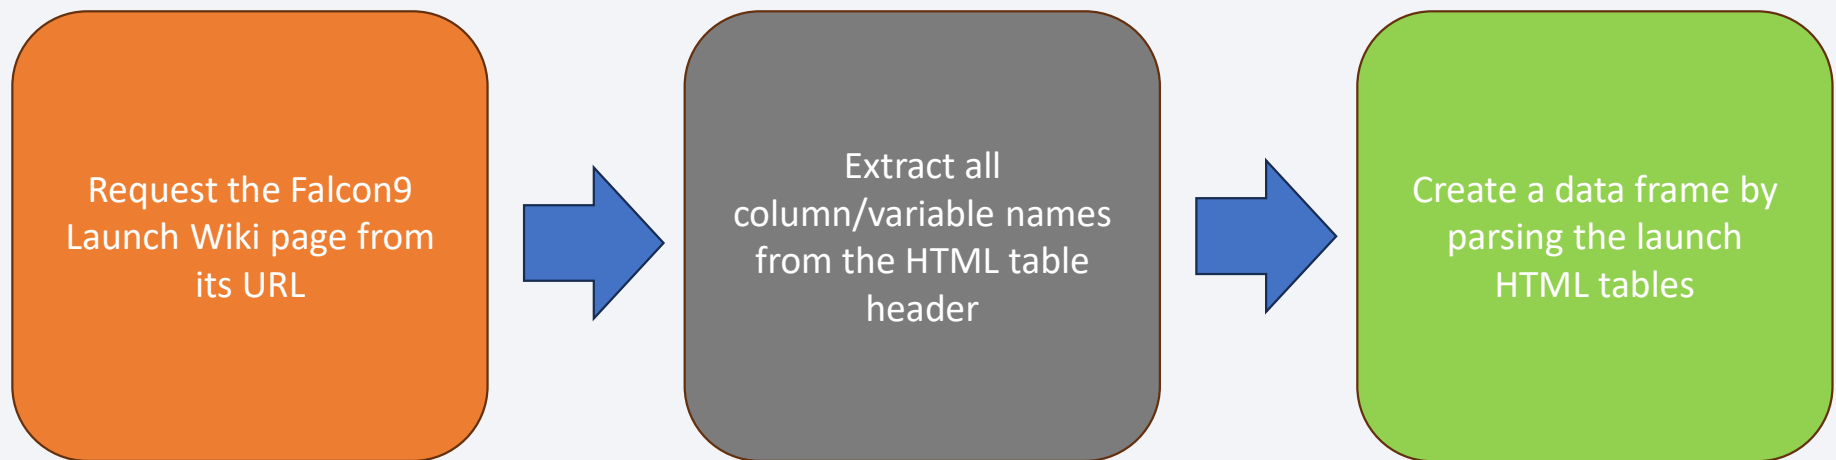 Request the Falcon9
Launch Wiki page from
its URL
Extract all
column/variable names
from the HTML table
header
Create a data frame by
parsing the launch
HTML tables